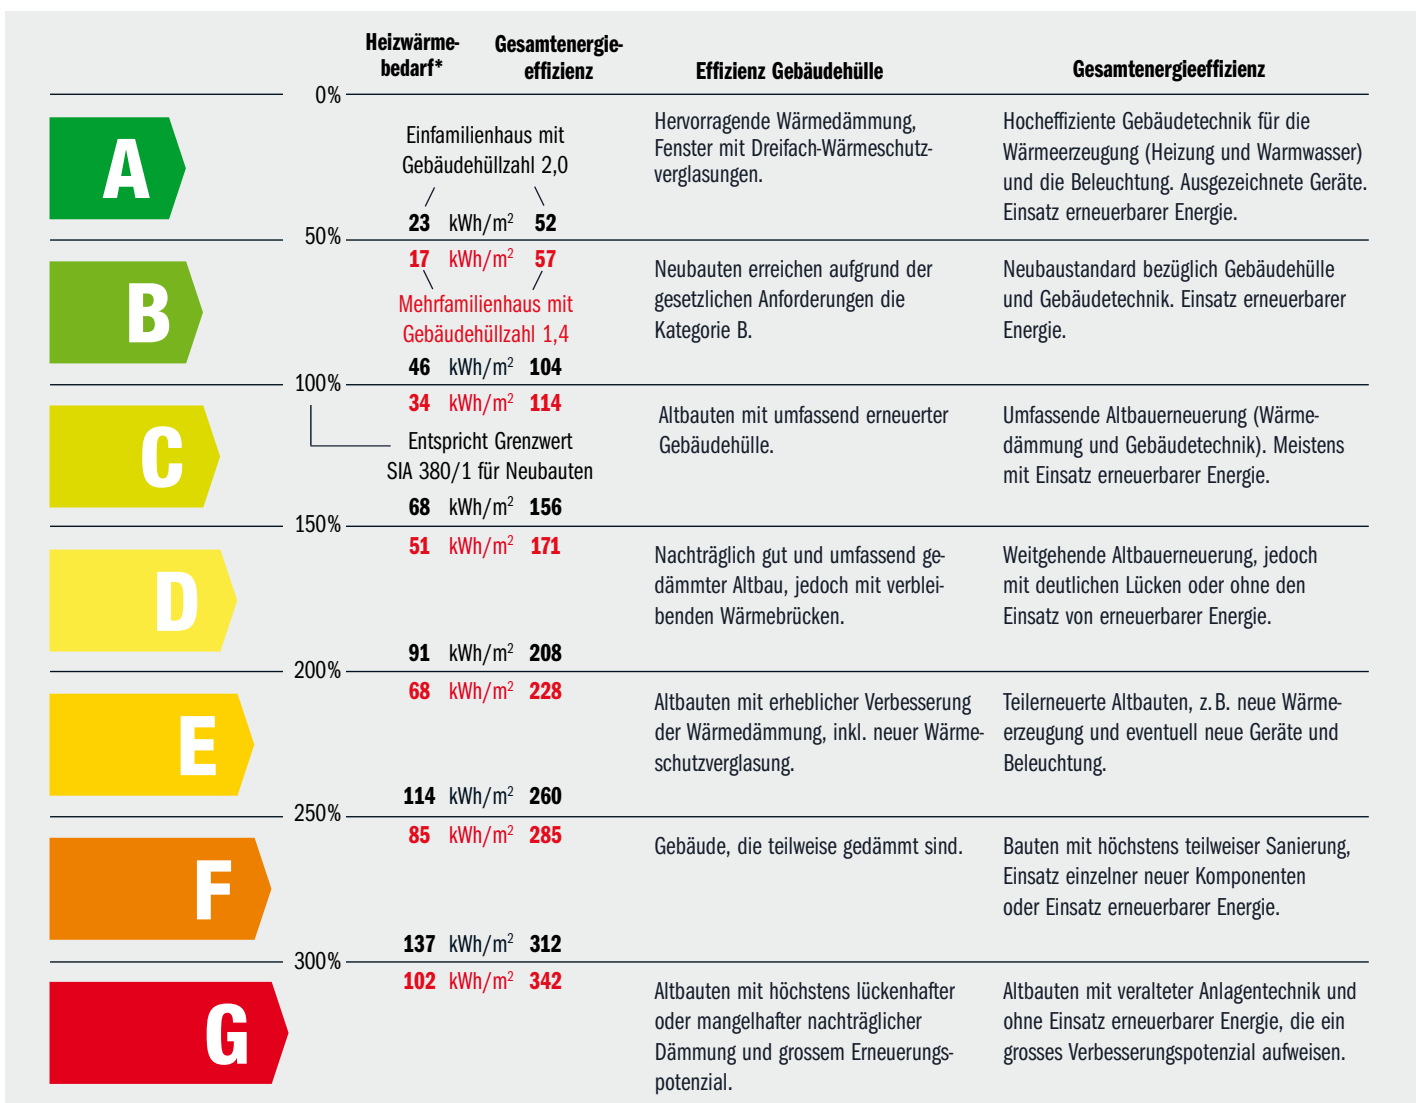 Heizwärme-
bedarf*
Gesamtenergie-
effizienz
Effizienz Gebäudehülle
Gesamtenergieeffizienz
0%
A
Einfamilienhaus mit
Gebäudehüllzahl 2,0
23 kWh/m² 52
Hervorragende Wärmedämmung,
Fenster mit Dreifach-Wärmeschutz-
verglasungen.
Hocheffiziente Gebäudetechnik für die
Wärmeerzeugung (Heizung und Warmwasser)
und die Beleuchtung. Ausgezeichnete Geräte.
Einsatz erneuerbarer Energie.
50%
17 kWh/m² 57
B
Mehrfamilienhaus mit
Gebäudehüllzahl 1,4
46 kWh/m² 104
Neubauten erreichen aufgrund der
gesetzlichen Anforderungen die
Kategorie B.
Neubaustandard bezüglich Gebäudehülle
und Gebäudetechnik. Einsatz erneuerbarer
Energie.
100%
34 kWh/m² 114
C
Entspricht Grenzwert
SIA 380/1 für Neubauten
68 kWh/m² 156
Altbauten mit umfassend erneuerter
Gebäudehülle.
Umfassende Altbauerneuerung (Wärme-
dämmung und Gebäudetechnik). Meistens
mit Einsatz erneuerbarer Energie.
150%
51 kWh/m² 171
D
91 kWh/m² 208
Nachträglich gut und umfassend ge-
dämmter Altbau, jedoch mit verblei-
benden Wärmebrücken.
Weitgehende Altbauerneuerung, jedoch
mit deutlichen Lücken oder ohne den
Einsatz von erneuerbarer Energie.
200%
68 kWh/m² 228
E
114 kWh/m² 260
Altbauten mit erheblicher Verbesserung
der Wärmedämmung, inkl. neuer Wärme-
schutzverglasung.
Teilerneuerte Altbauten, z.B. neue Wärme-
erzeugung und eventuell neue Geräte und
Beleuchtung.
250%
85 kWh/m² 285
F
137 kWh/m² 312
Gebäude, die teilweise gedämmt sind.
Bauten mit höchstens teilweiser Sanierung,
Einsatz einzelner neuer Komponenten
oder Einsatz erneuerbarer Energie.
300%
102 kWh/m² 342
G
Altbauten mit höchstens lückenhafter
oder mangelhafter nachträglicher
Dämmung und grossem Erneuerungs-
potenzial.
Altbauten mit veralteter Anlagentechnik und
ohne Einsatz erneuerbarer Energie, die ein
grosses Verbesserungspotenzial aufweisen.